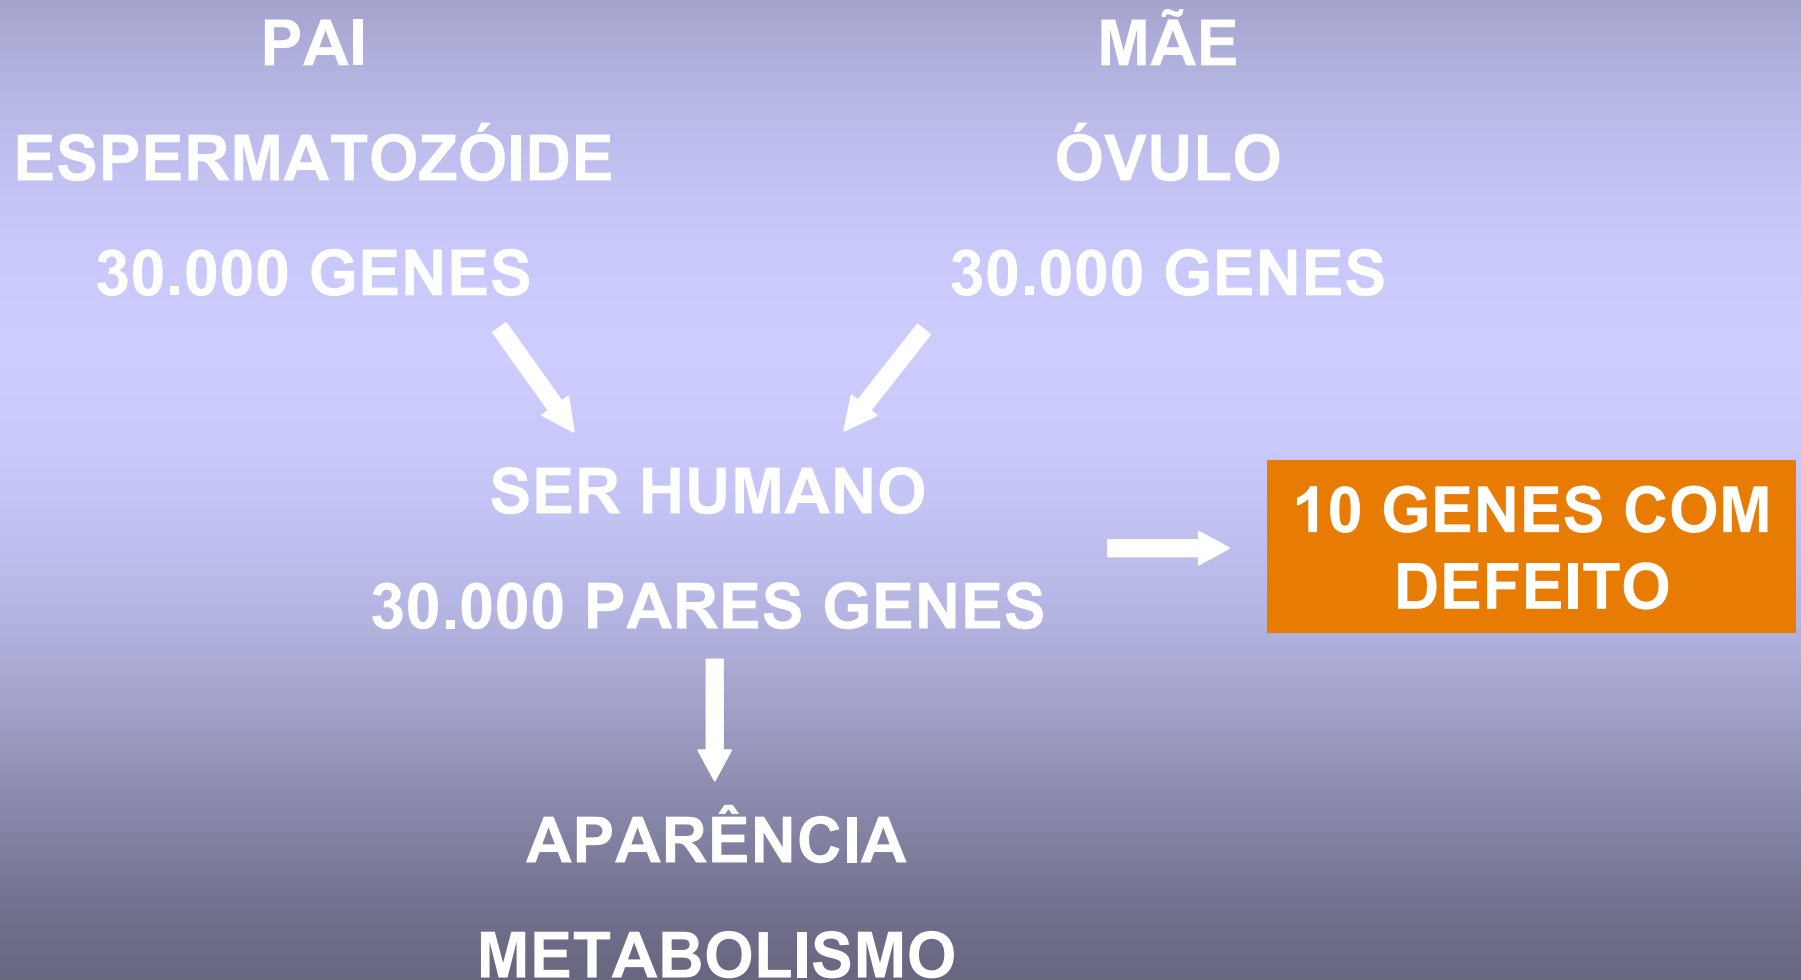 PAI
ESPERMATOZÓIDE
30.000 GENES
MÃE
ÓVULO
30.000 GENES
SER HUMANO
30.000 PARES GENES
10 GENES COM
DEFEITO
APARÊNCIA
METABOLISMO